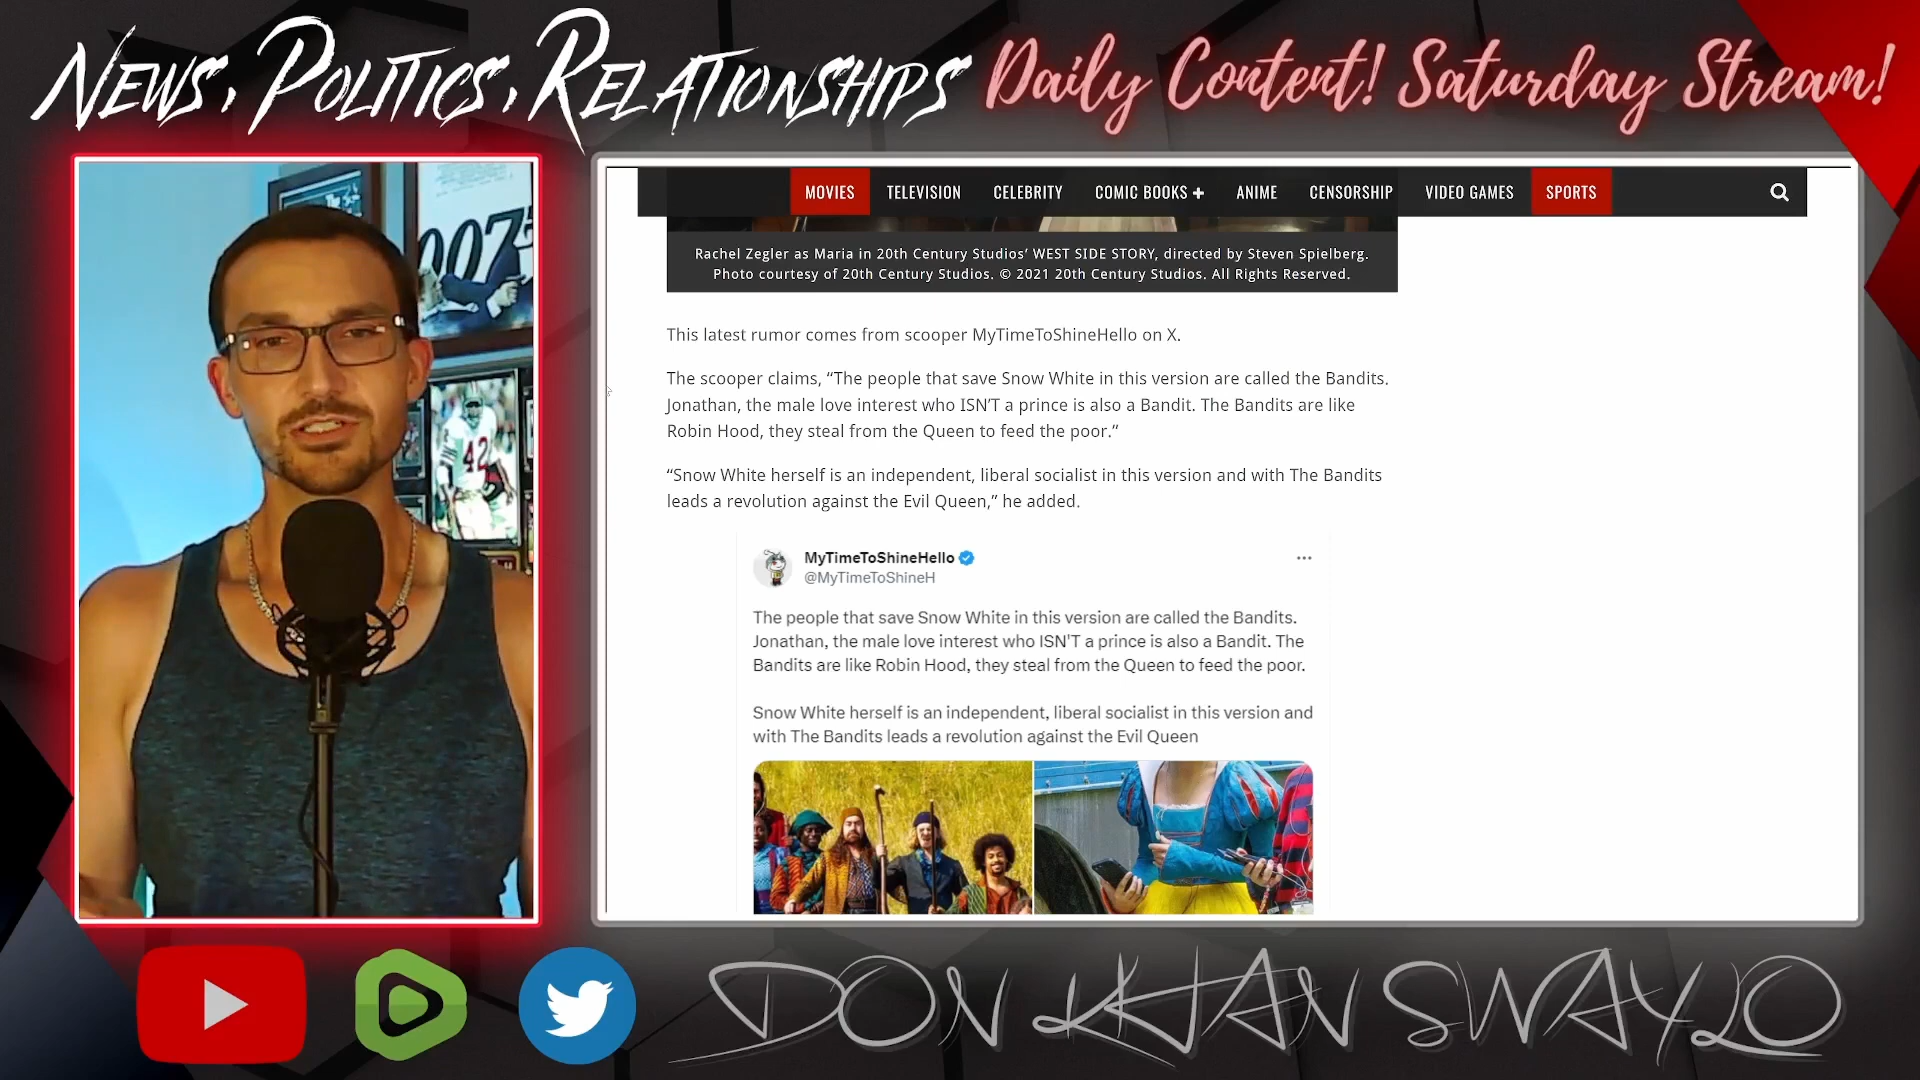 News, Politics, Relationships
Daily Content! Saturday Stream!
007
42
MOVIES TELEVISION CELEBRITY COMIC BOOKS + ANIME CENSORSHIP VIDEO GAMES SPORTS
Rachel Zegler as Maria in 20th Century Studios’ WEST SIDE STORY, directed by Steven Spielberg.
Photo courtesy of 20th Century Studios. © 2021 20th Century Studios. All Rights Reserved.
This latest rumor comes from scooper MyTimeToShineHello on X.
The scooper claims, “The people that save Snow White in this version are called the Bandits.
Jonathan, the male love interest who ISN’T a prince is also a Bandit. The Bandits are like
Robin Hood, they steal from the Queen to feed the poor.”
“Snow White herself is an independent, liberal socialist in this version and with The Bandits
leads a revolution against the Evil Queen,” he added.
MyTimeToShineHello
@MyTimeToShineH
The people that save Snow White in this version are called the Bandits.
Jonathan, the male love interest who ISN'T a prince is also a Bandit. The
Bandits are like Robin Hood, they steal from the Queen to feed the poor.
Snow White herself is an independent, liberal socialist in this version and
with The Bandits leads a revolution against the Evil Queen
DON KHAN SWAYLO